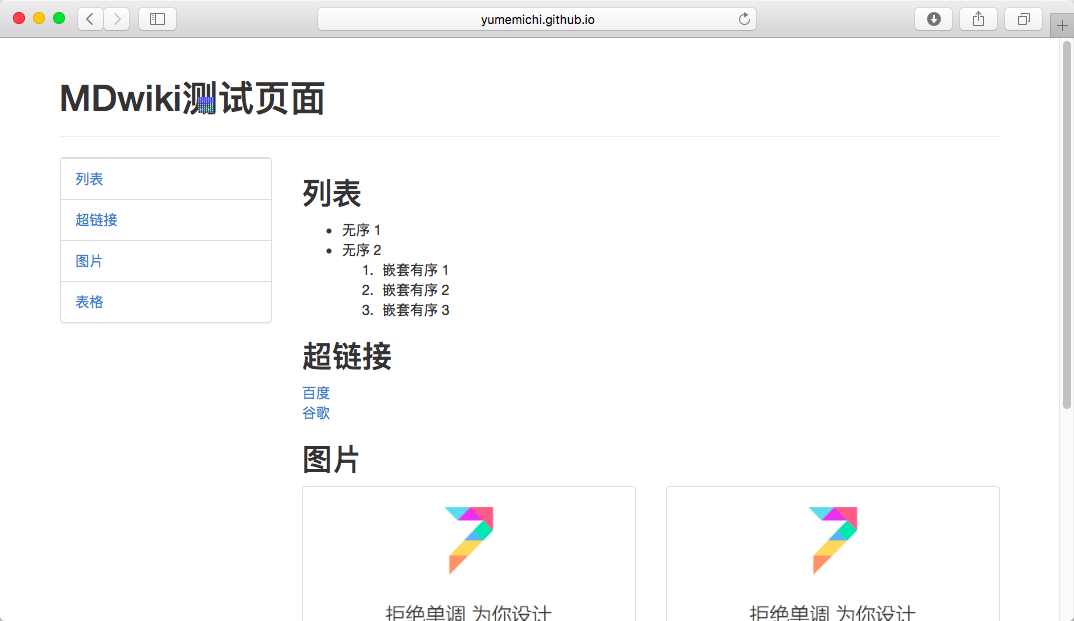 yumemichi.github.io
MDwiki测试页面
列表
超链接
图片
表格
列表
• 无序 1
• 无序 2
1. 嵌套有序 1
2. 嵌套有序 2
3. 嵌套有序 3
超链接
百度
谷歌
图片
拒绝单调 为你设计
拒绝单调 为你设计